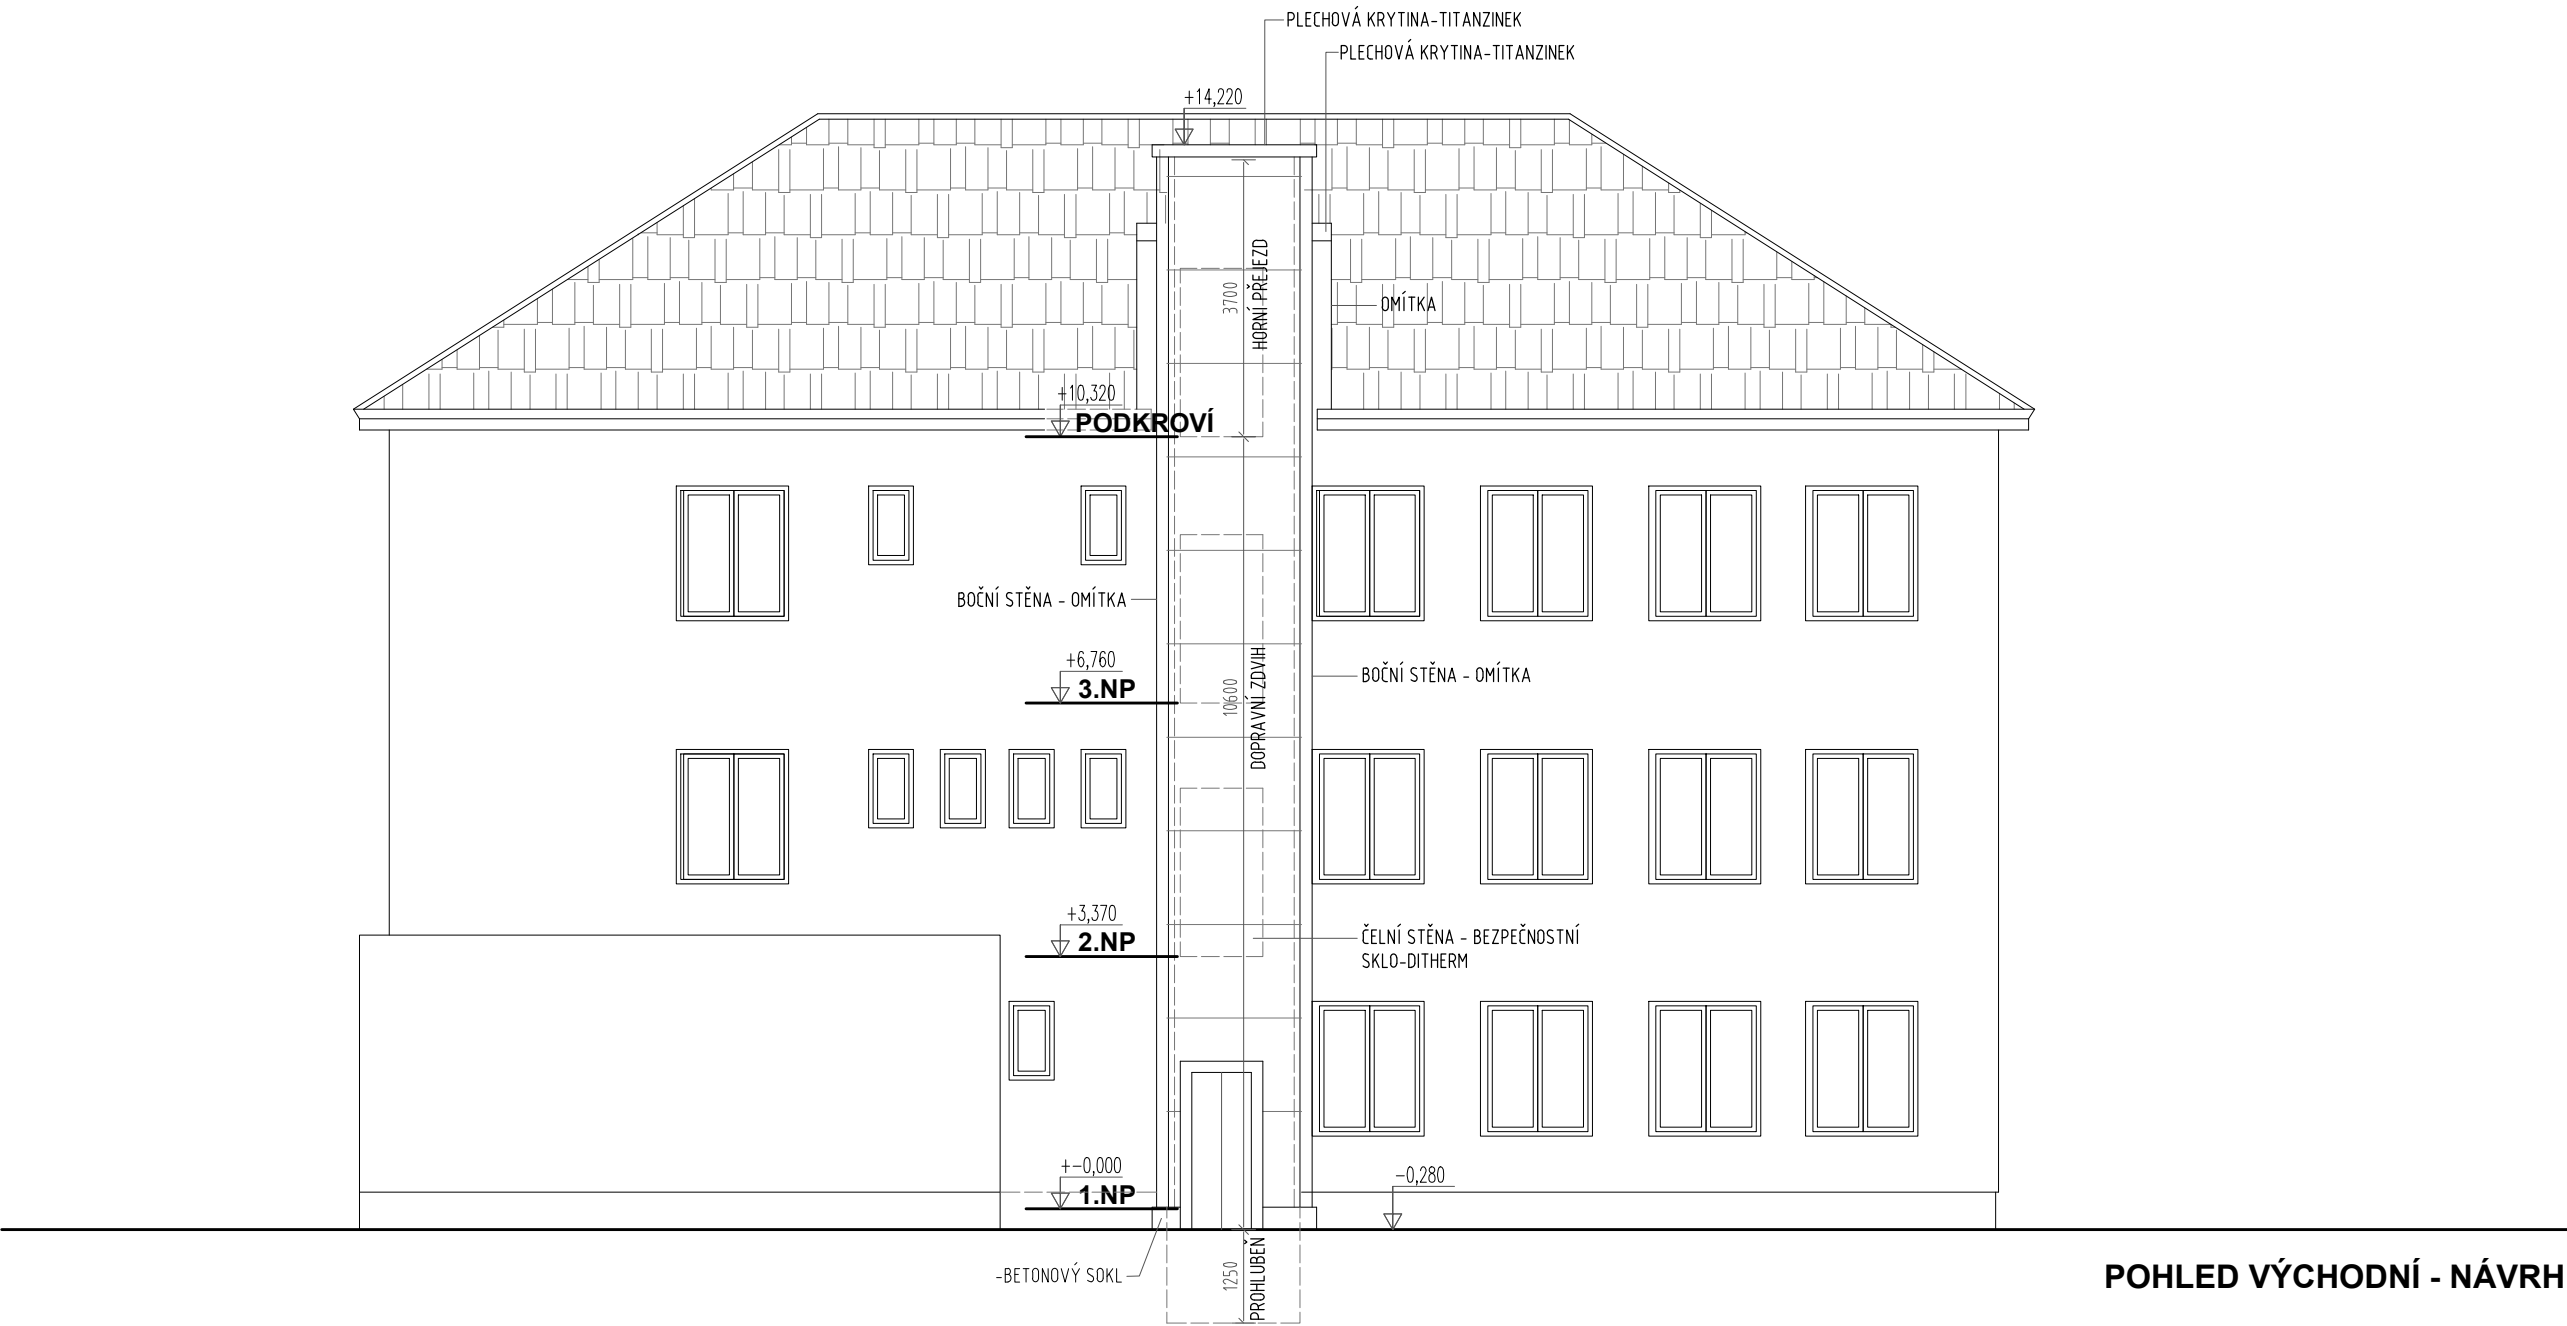 PLECHOVÁ KRYTINA-TITANZINEK
PLECHOVÁ KRYTINA-TITANZINEK
+14,220
3700
HORNÍ PŘEJEZD
OMÍTKA
+10,320
PODKROVÍ
BOČNÍ STĚNA - OMÍTKA
+6,760
3.NP
10600
DOPRAVNÍ ZDVIH
BOČNÍ STĚNA - OMÍTKA
+3,370
2.NP
ČELNÍ STĚNA - BEZPEČNOSTNÍ
SKLO-DITHERM
+-0,000
1.NP
-0,280
-BETONOVÝ SOKL
1250
PROHLUBEŇ
POHLED VÝCHODNÍ - NÁVRH